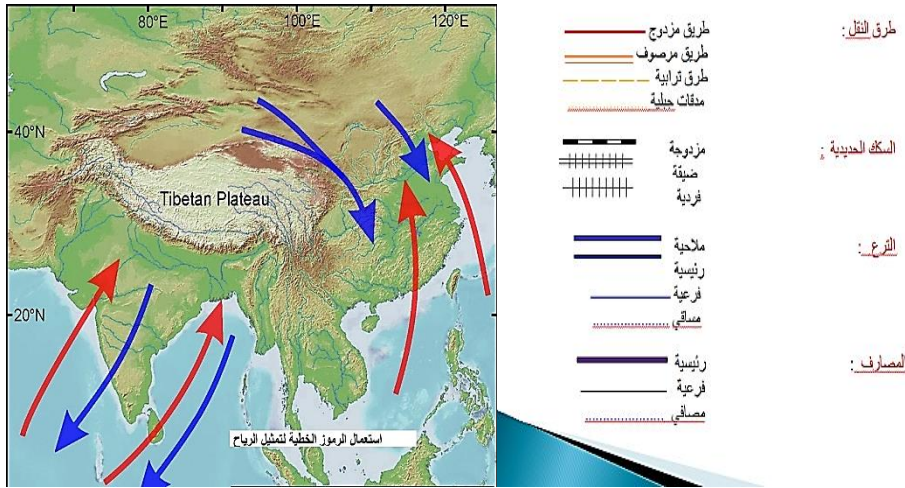 80°E 100°E 120°E
40°N
Tibetan Plateau
20°N
استعمال الرموز الخطية لتمثيل الرياح
طرق النقل :
طريق مزدوج
طريق مرصوف
طرق ترابية
مدقات جبلية
السكك الحديدية :
مزدوجة
ضيقة
فردية
الترع :
ملاحية
رئيسية
فرعية
مساقي
المصارف :
رئيسية
فرعية
مصافي